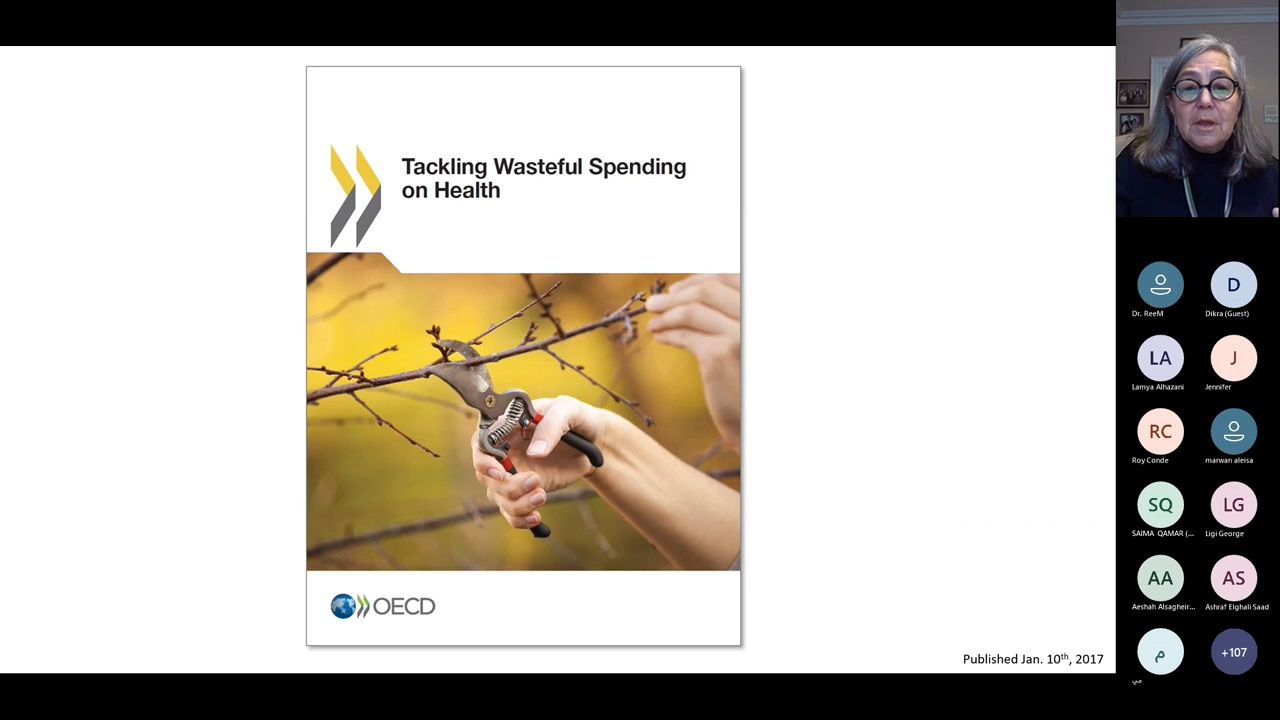 Tackling Wasteful Spending
on Health
OECD
Published Jan. 10th, 2017
Dr. ReeM
D
Dikra (Guest)
LA
Lamya Alhazani
J
Jennifer
RC
Roy Conde
marwan aleisa
SQ
SAIMA QAMAR (...
LG
Ligi George
AA
Aeshah Alsagheir...
AS
Ashraf Elghali Saad
م
مي
+107